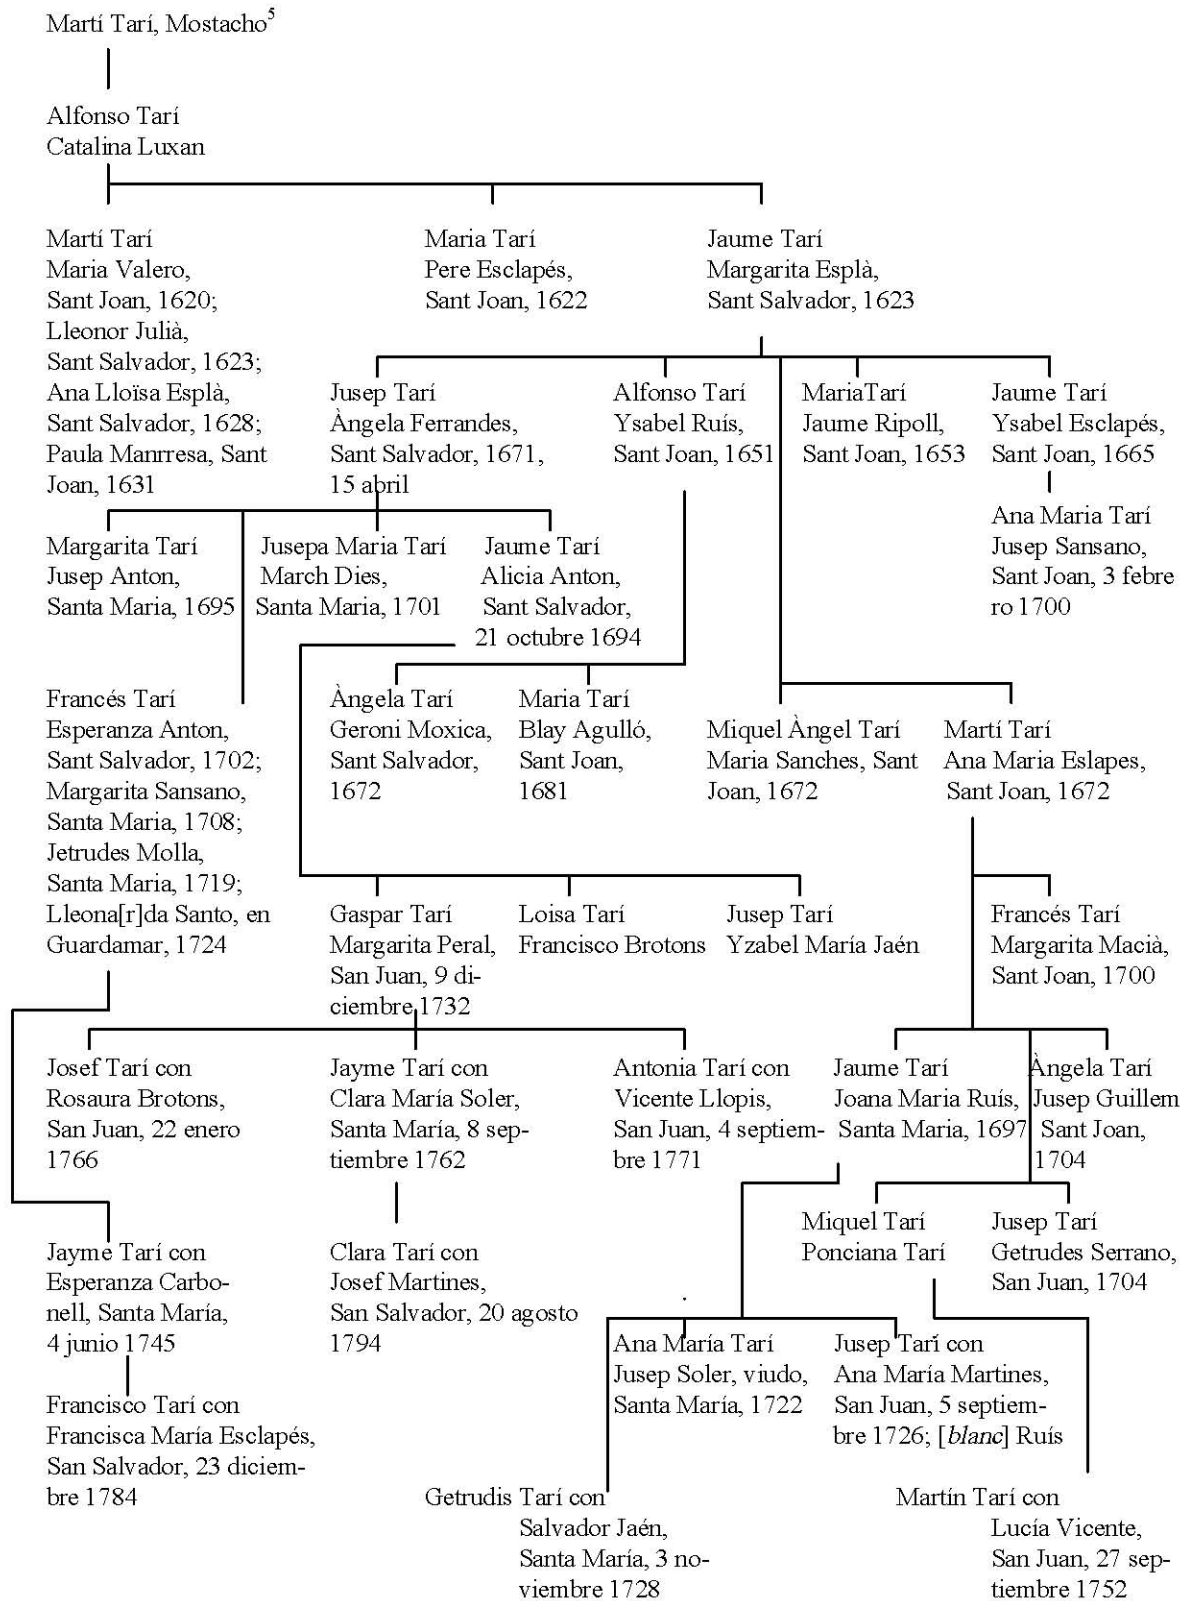 Martí Tarí, Mostacho5
Alfonso Tarí
Catalina Luxan
Martí Tarí
Maria Valero,
Sant Joan, 1620;
Lleonor Julià,
Sant Salvador, 1623;
Ana Lloïsa Esplà,
Sant Salvador, 1628;
Paula Manrresa, Sant
Joan, 1631
Maria Tarí
Pere Esclapés,
Sant Joan, 1622
Jaume Tarí
Margarita Esplà,
Sant Salvador, 1623
Jusep Tarí
Àngela Ferrandes,
Sant Salvador, 1671,
15 abril
Alfonso Tarí
Ysabel Ruís,
Sant Joan, 1651
MariaTarí
Jaume Ripoll,
Sant Joan, 1653
Jaume Tarí
Ysabel Esclapés,
Sant Joan, 1665
Margarita Tarí
Jusep Anton,
Santa Maria, 1695
Jusepa Maria Tarí
March Dies,
Santa Maria, 1701
Jaume Tarí
Alicia Anton,
Sant Salvador,
21 octubre 1694
Ana Maria Tarí
Jusep Sansano,
Sant Joan, 3 febre
ro 1700
Francés Tarí
Esperanza Anton,
Sant Salvador, 1702;
Margarita Sansano,
Santa Maria, 1708;
Jetrudes Molla,
Santa Maria, 1719;
Lleona[r]da Santo, en
Guardamar, 1724
Àngela Tarí
Geroni Moxica,
Sant Salvador,
1672
Maria Tarí
Blay Agulló,
Sant Joan,
1681
Miquel Àngel Tarí
Maria Sanches, Sant
Joan, 1672
Martí Tarí
Ana Maria Eslapes,
Sant Joan, 1672
Gaspar Tarí
Margarita Peral,
San Juan, 9 di-
ciembre 1732
Loisa Tarí
Francisco Brotons
Jusep Tarí
Yzabel María Jaén
Francés Tarí
Margarita Macià,
Sant Joan, 1700
Josef Tarí con
Rosaura Brotons,
San Juan, 22 enero
1766
Jayme Tarí con
Clara María Soler,
Santa María, 8 sep-
tiembre 1762
Antonia Tarí con
Vicente Llopis,
San Juan, 4 septiem-
bre 1771
Jaume Tarí
Joana Maria Ruís,
Santa Maria, 1697
Àngela Tarí
Jusep Guillem
Sant Joan,
1704
Miquel Tarí
Ponciana Tarí
Jusep Tarí
Getrudes Serrano,
San Juan, 1704
Jayme Tarí con
Esperanza Carbo-
nell, Santa María,
4 junio 1745
Clara Tarí con
Josef Martines,
San Salvador, 20 agosto
1794
Ana María Tarí
Jusep Soler, viudo,
Santa María, 1722
Jusep Tarí con
Ana María Martines,
San Juan, 5 septiem-
bre 1726; [blanc] Ruís
Francisco Tarí con
Francisca María Esclapés,
San Salvador, 23 diciem-
bre 1784
Getrudis Tarí con
Salvador Jaén,
Santa María, 3 no-
viembre 1728
Martín Tarí con
Lucía Vicente,
San Juan, 27 sep-
tiembre 1752